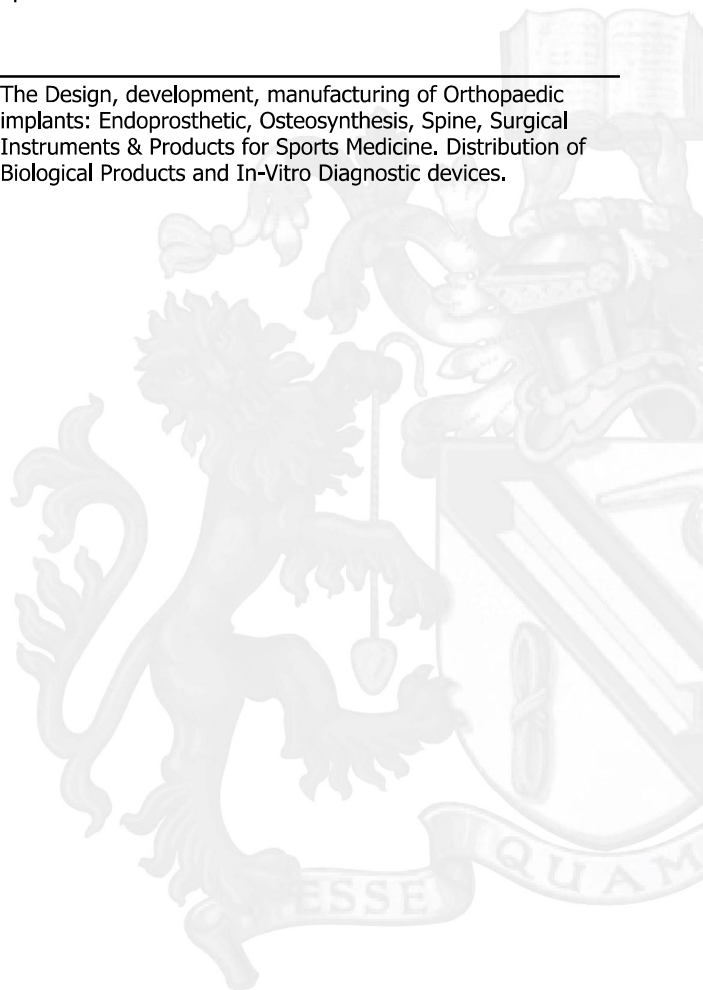 The Design, development, manufacturing of Orthopaedic
implants: Endoprosthetic, Osteosynthesis, Spine, Surgical
Instruments & Products for Sports Medicine. Distribution of
Biological Products and In-Vitro Diagnostic devices.
ESSE QUAM